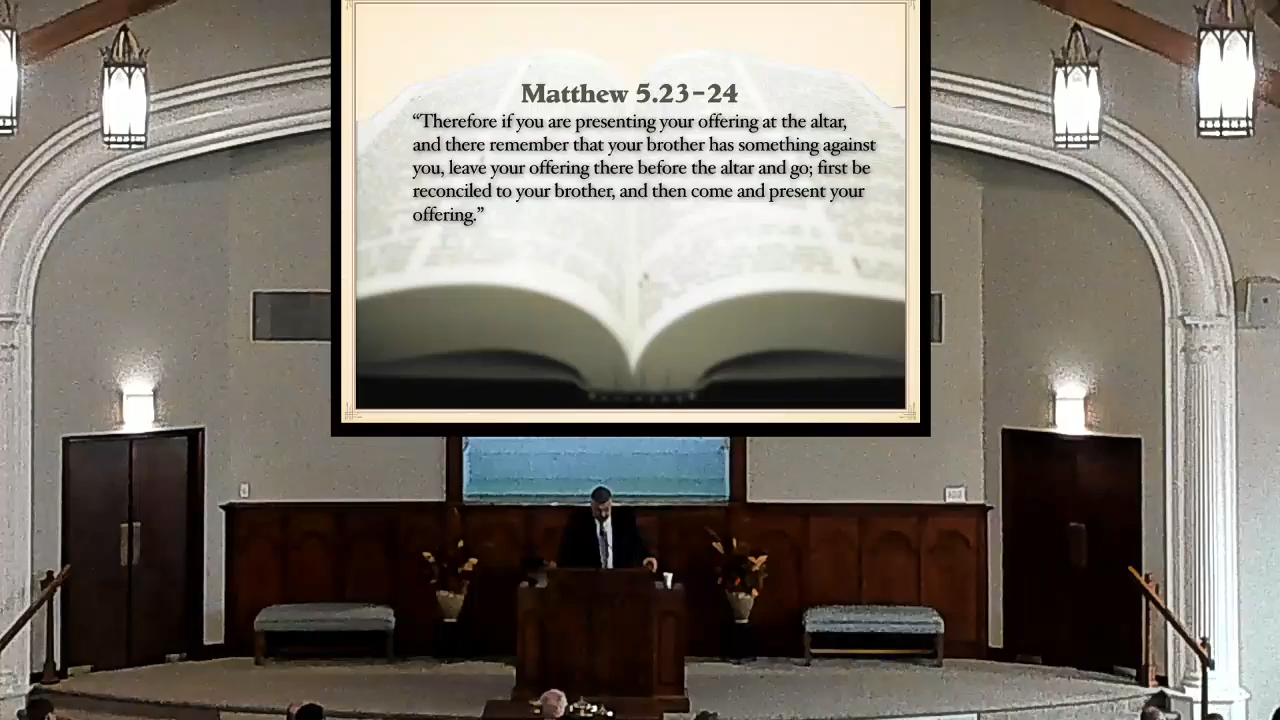 Matthew 5.23-24
“Therefore if you are presenting your offering at the altar,
and there remember that your brother has something against
you, leave your offering there before the altar and go; first be
reconciled to your brother, and then come and present your
offering.”